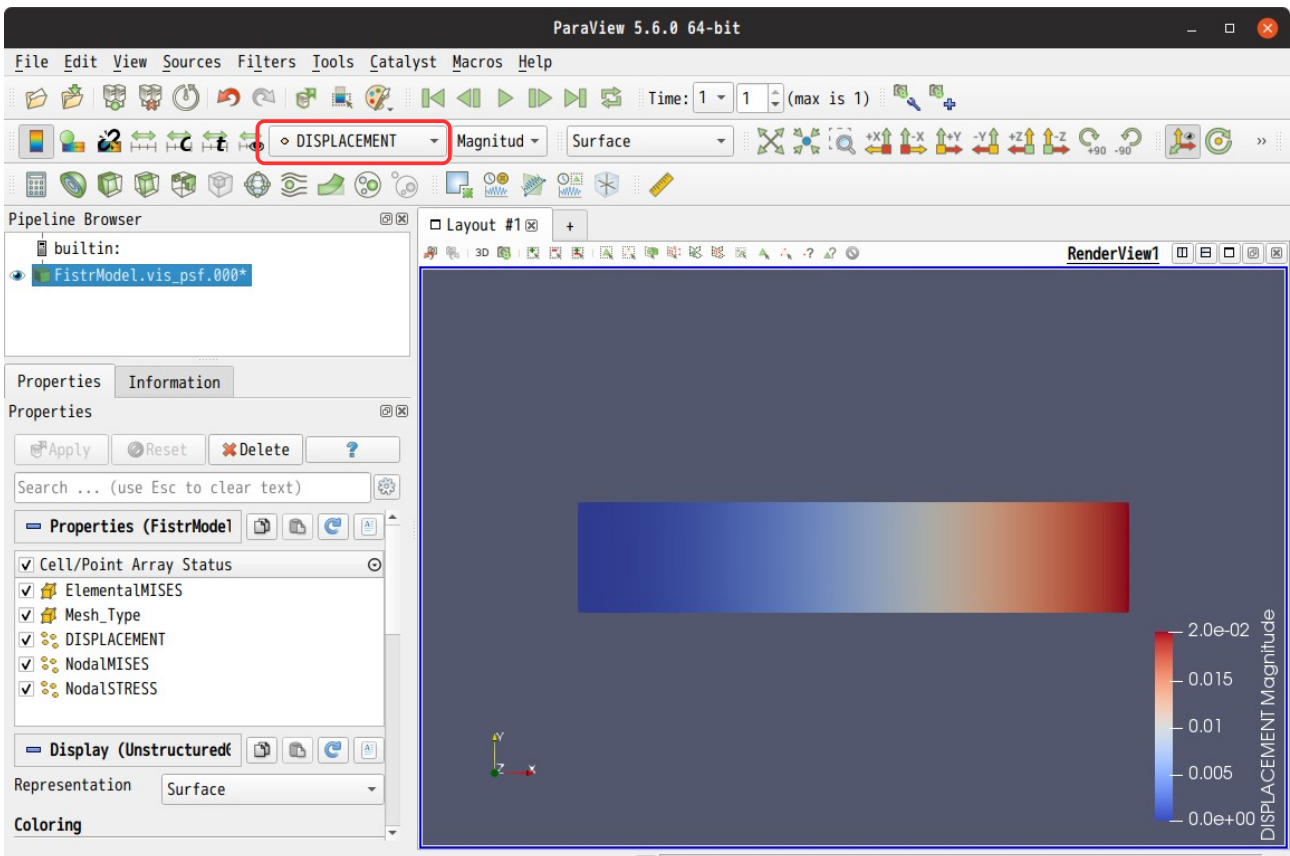 ParaView 5.6.0 64-bit
File Edit View Sources Filters Tools Catalyst Macros Help
Time: 1 1 (max is 1)
DISPLACEMENT Magnitud Surface +X -X +Y -Y +Z -Z +90 -90 »
Pipeline Browser
builtin:
FistrModel.vis_psf.000*
Layout #1 +
3D RenderView1
Properties Information
Properties
Apply Reset Delete ?
Search ... (use Esc to clear text)
Properties (FistrModel
Cell/Point Array Status
ElementalMISES
Mesh_Type
DISPLACEMENT
NodalMISES
NodalSTRESS
Display (Unstructured
Representation Surface
Coloring
Y
Z X
2.0e-02
0.015
0.01
0.005
0.0e+00
DISPLACEMENT Magnitude